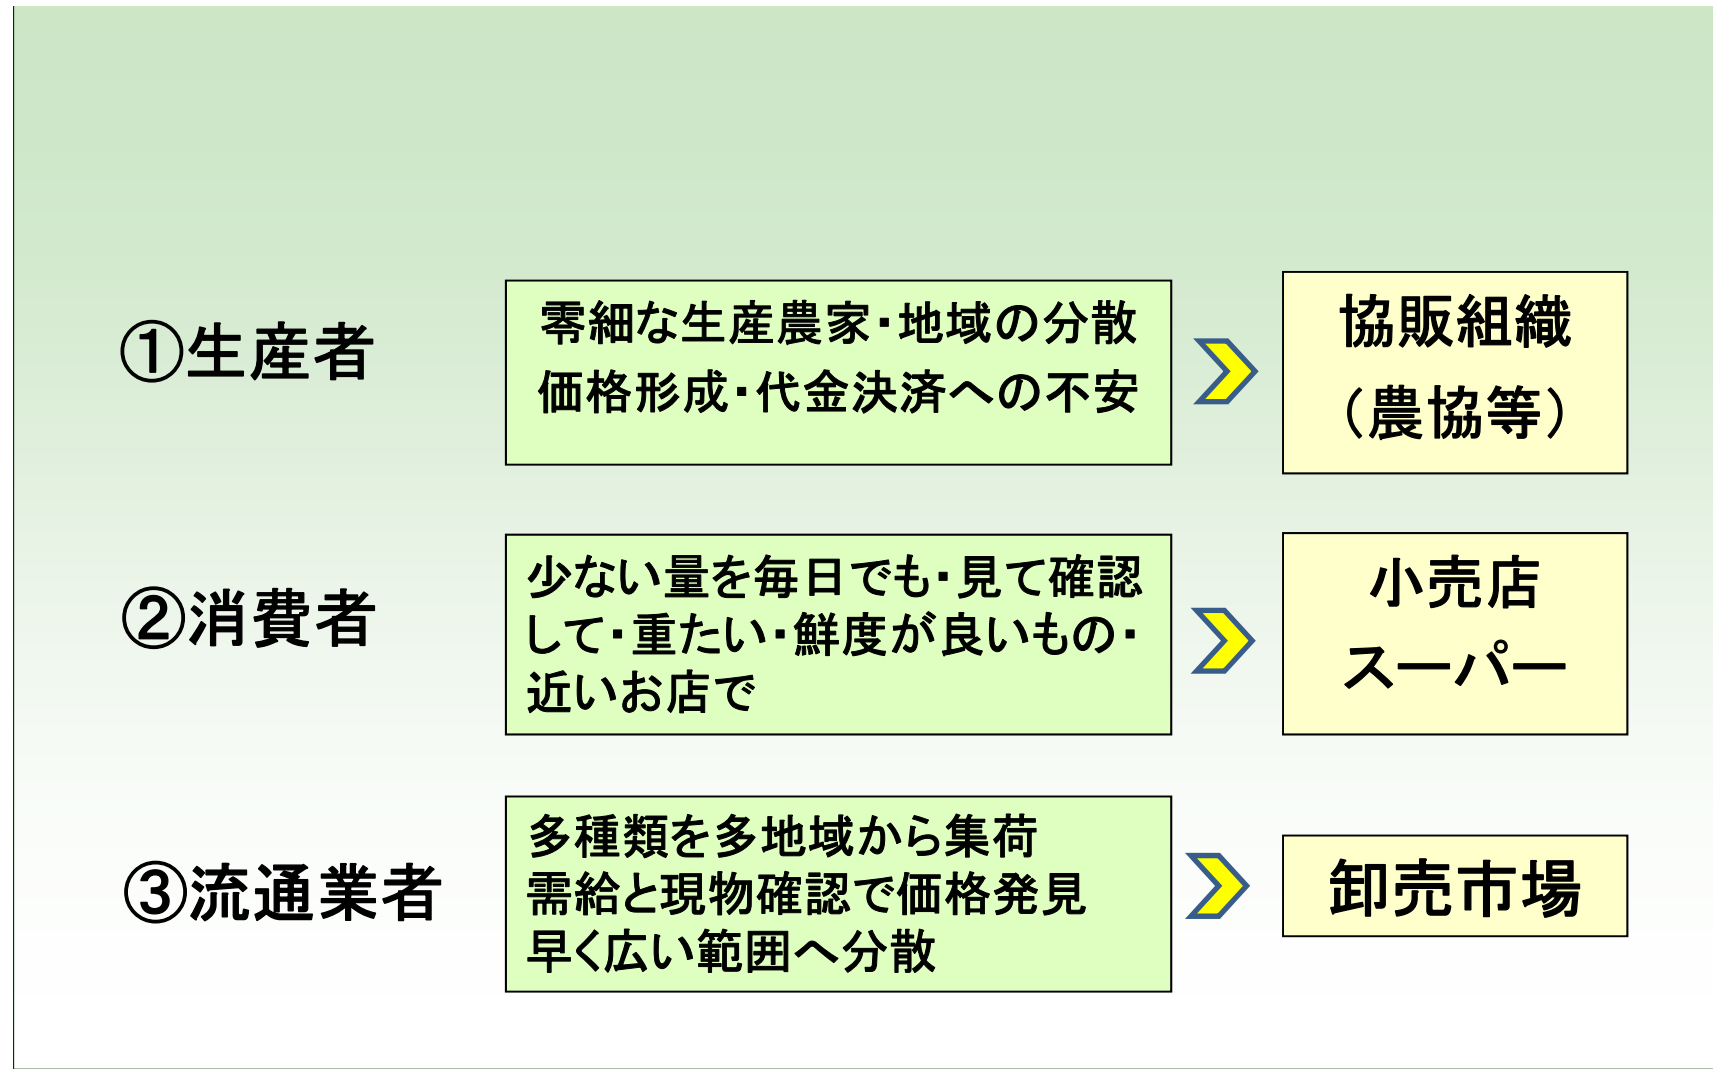 ①生産者
零細な生産農家・地域の分散
価格形成・代金決済への不安
協販組織
（農協等）
②消費者
少ない量を毎日でも・見て確認
して・重たい・鮮度が良いもの・
近いお店で
小売店
スーパー
③流通業者
多種類を多地域から集荷
需給と現物確認で価格発見
早く広い範囲へ分散
卸売市場